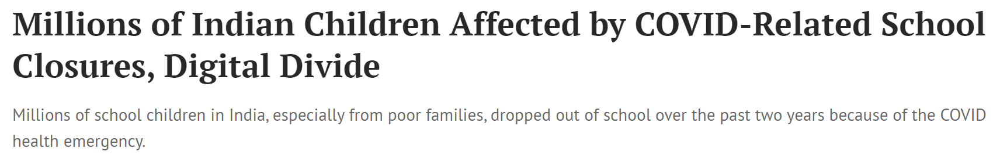 Millions of Indian Children Affected by COVID-Related School
Closures, Digital Divide
Millions of school children in India, especially from poor families, dropped out of school over the past two years because of the COVID
health emergency.